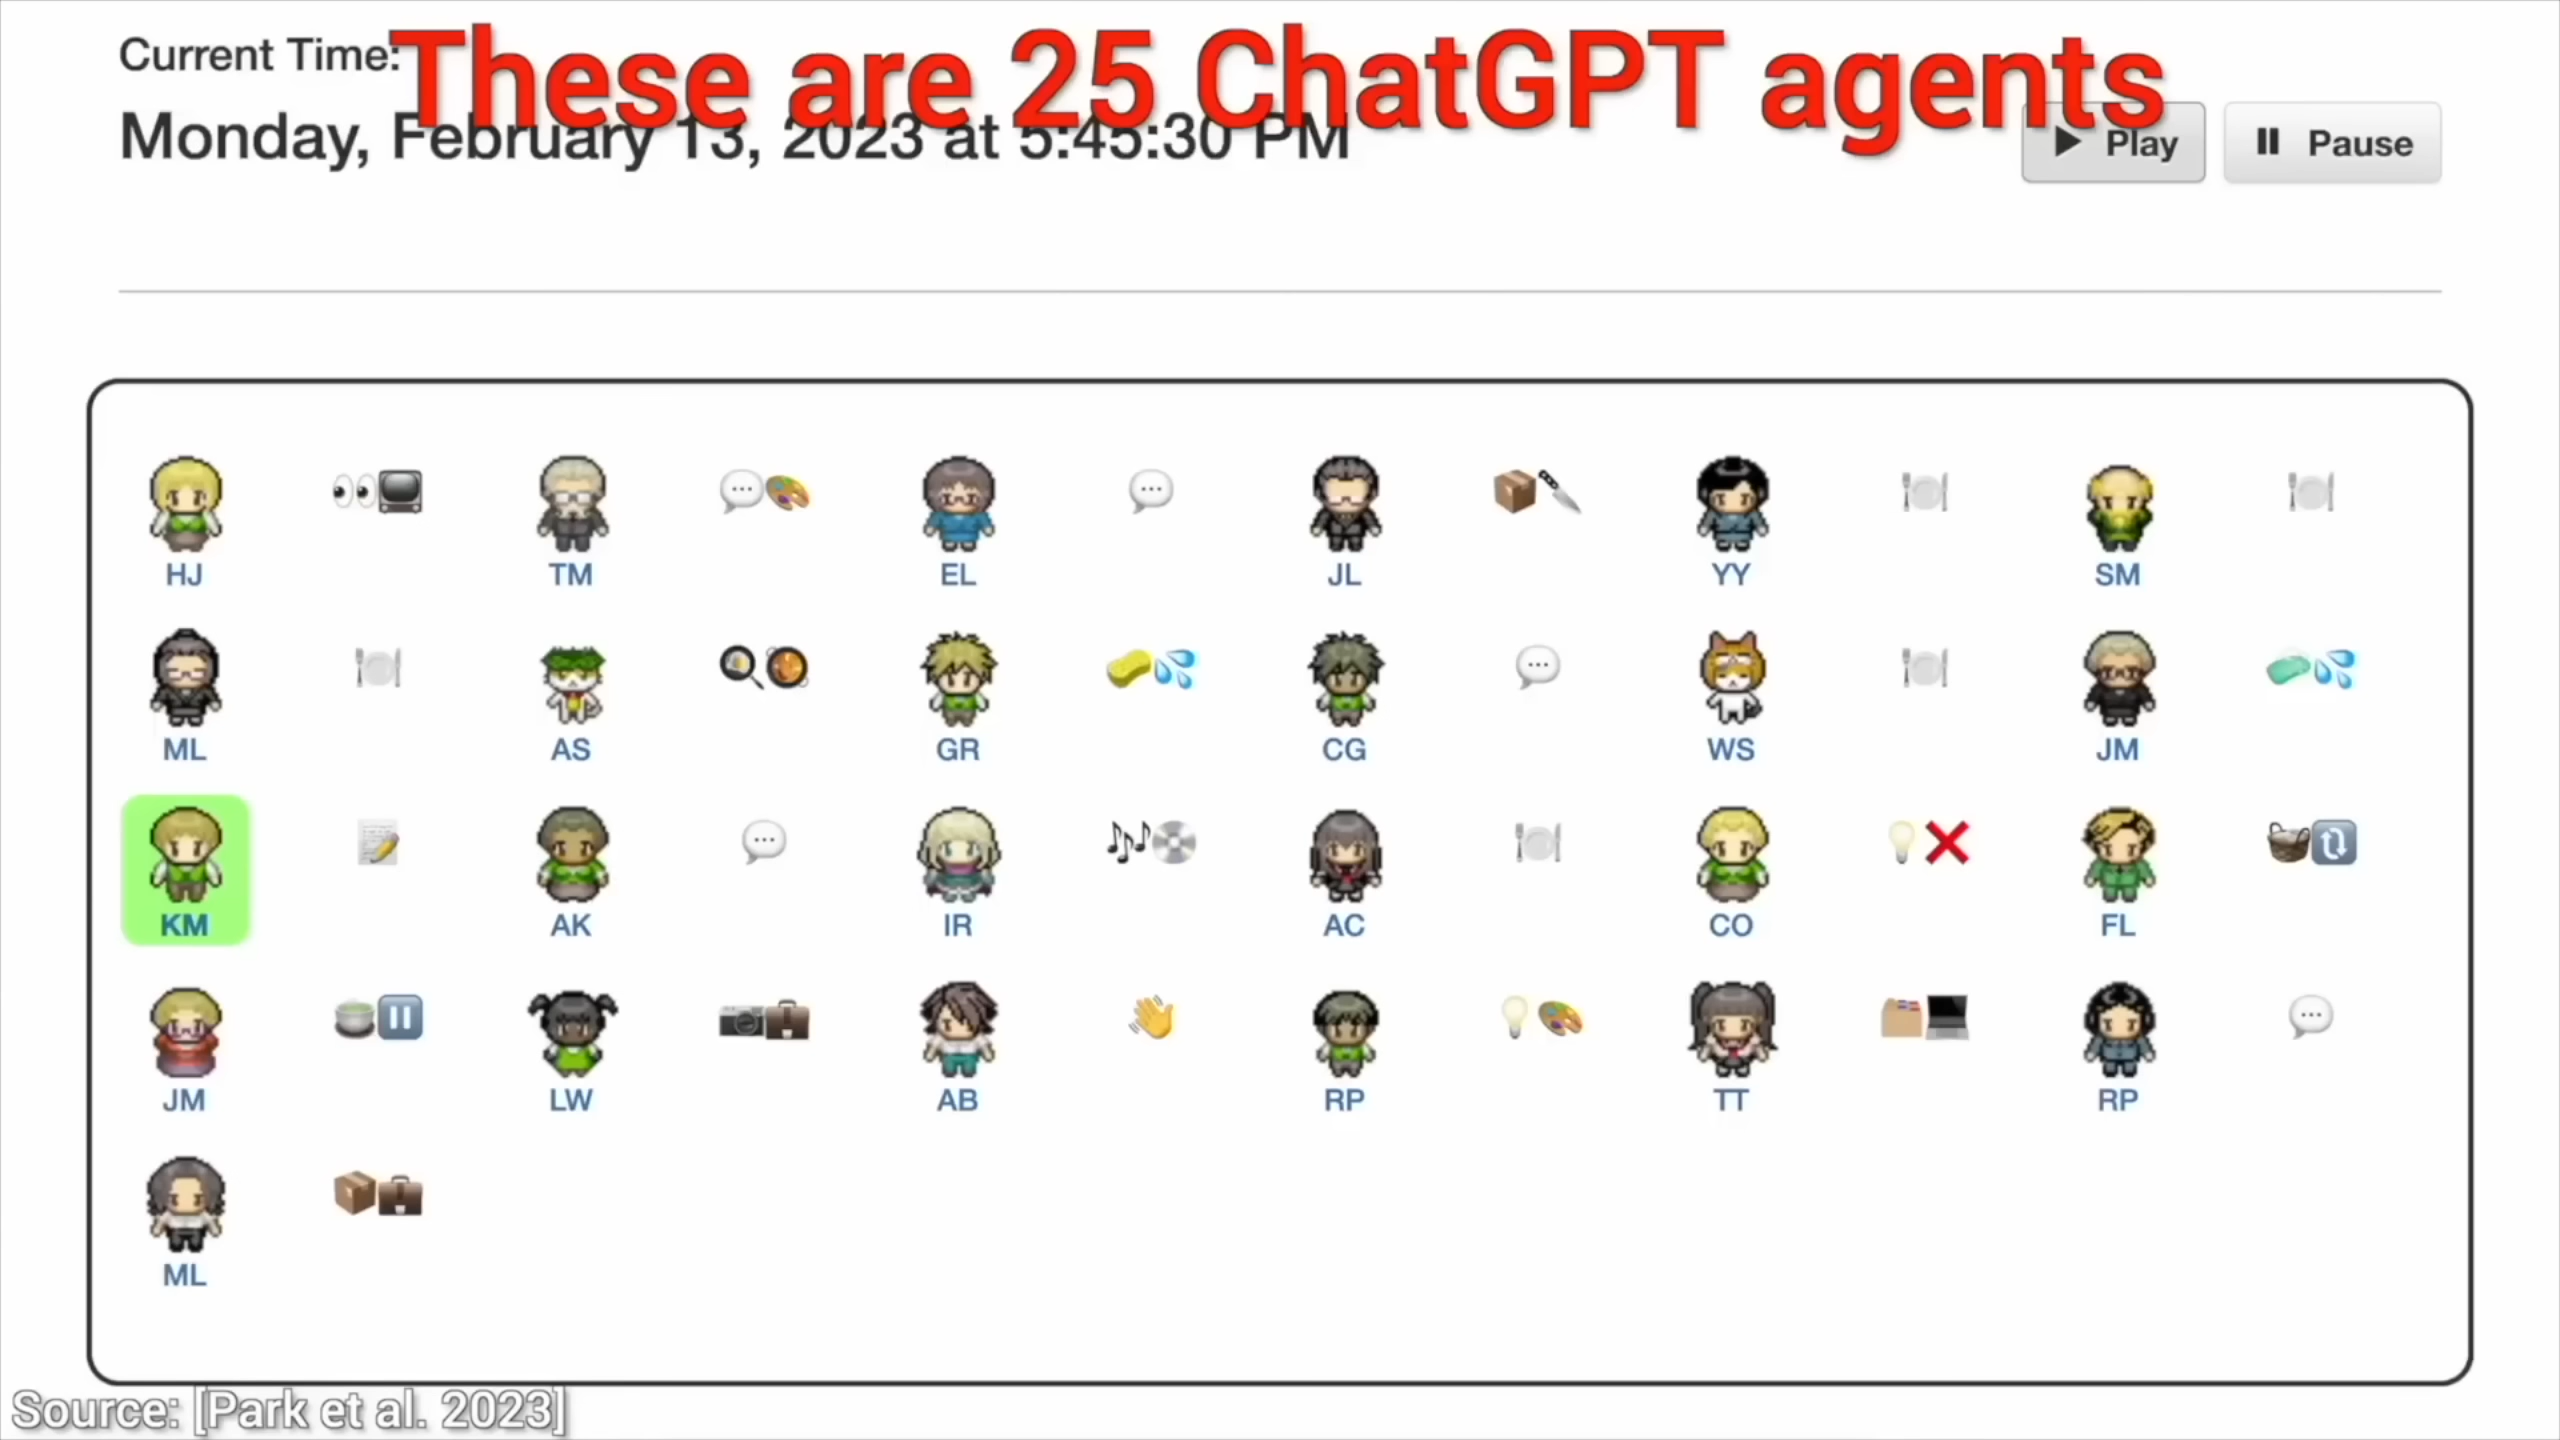 These are 25 ChatGPT agents
Current Time:
Monday, February 13, 2023 at 5:45:30 PM
Play
Pause
HJ
TM
EL
JL
YY
SM
ML
AS
GR
CG
WS
JM
KM
AK
IR
AC
CO
FL
JM
LW
AB
RP
TT
RP
ML
Source: [Park et al. 2023]